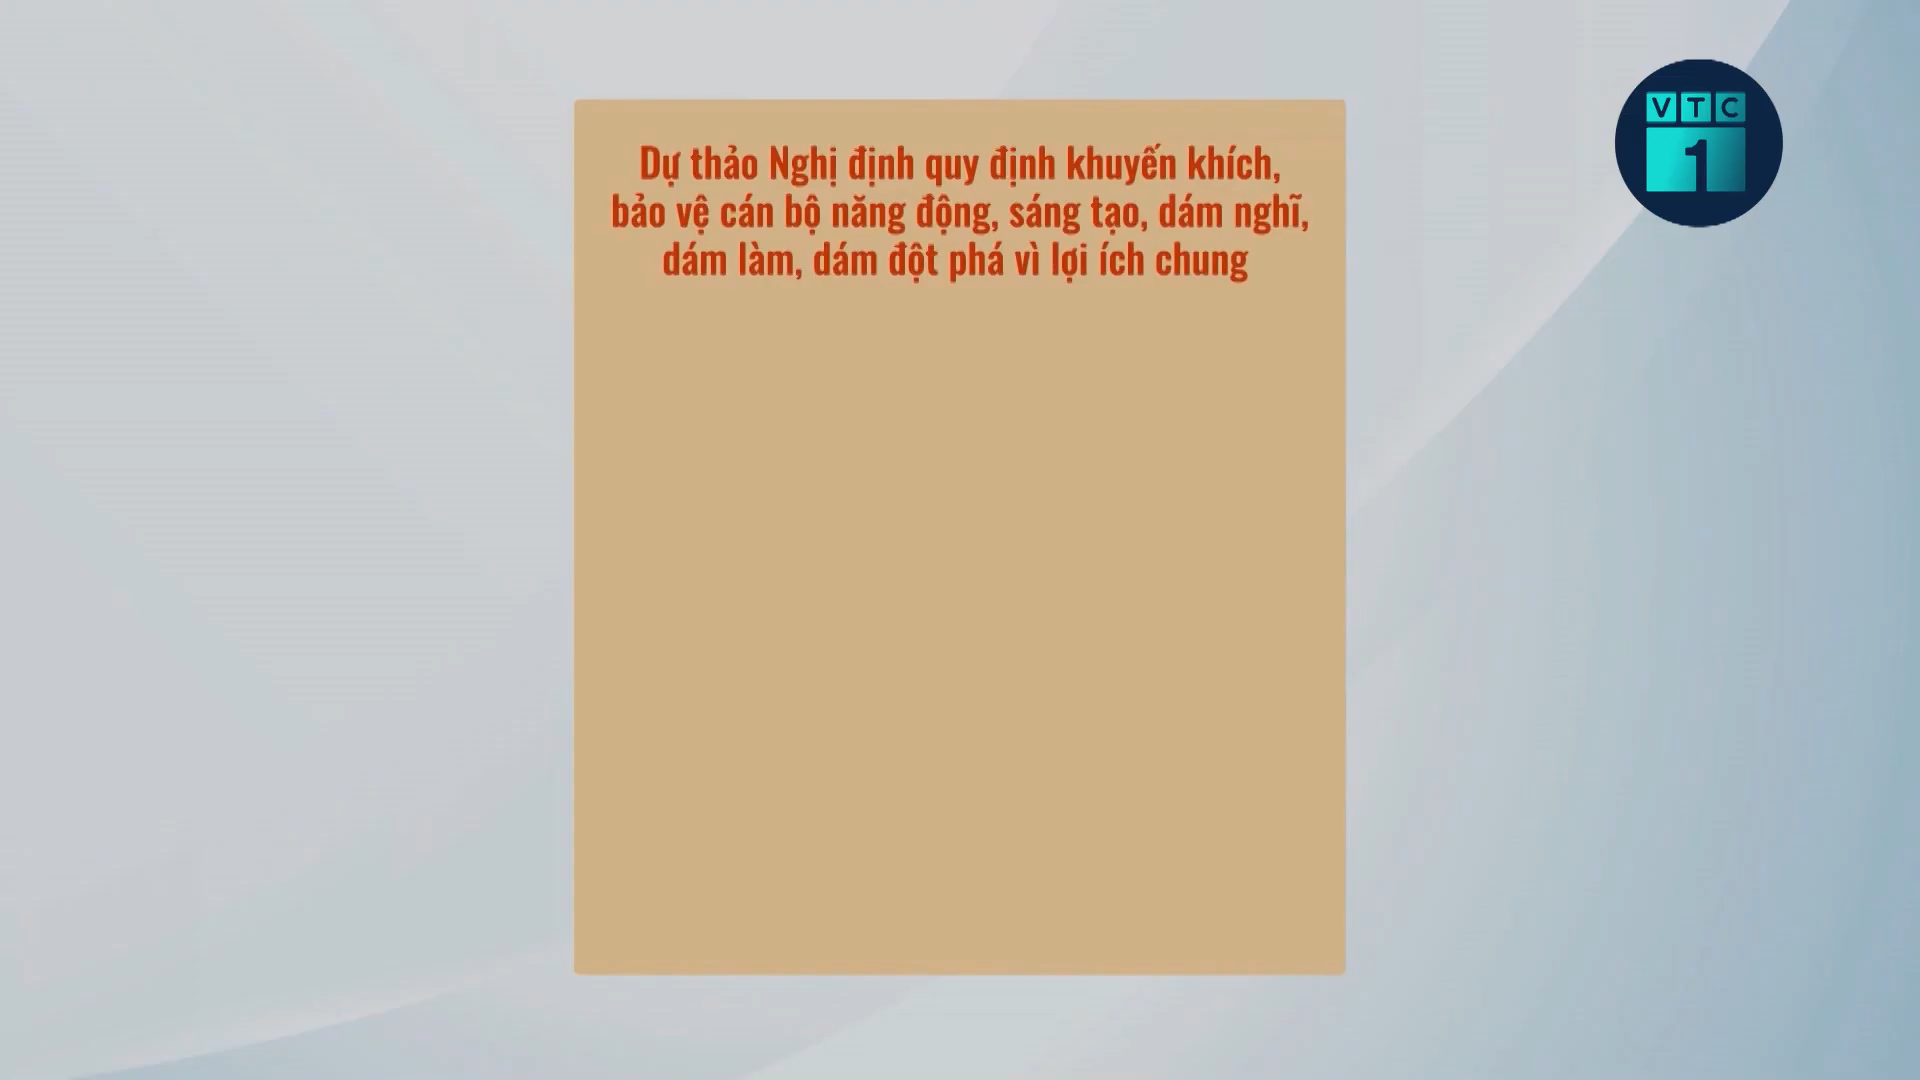 VTC
1
Dự thảo Nghị định quy định khuyến khích,
bảo vệ cán bộ năng động, sáng tạo, dám nghĩ,
dám làm, dám đột phá vì lợi ích chung